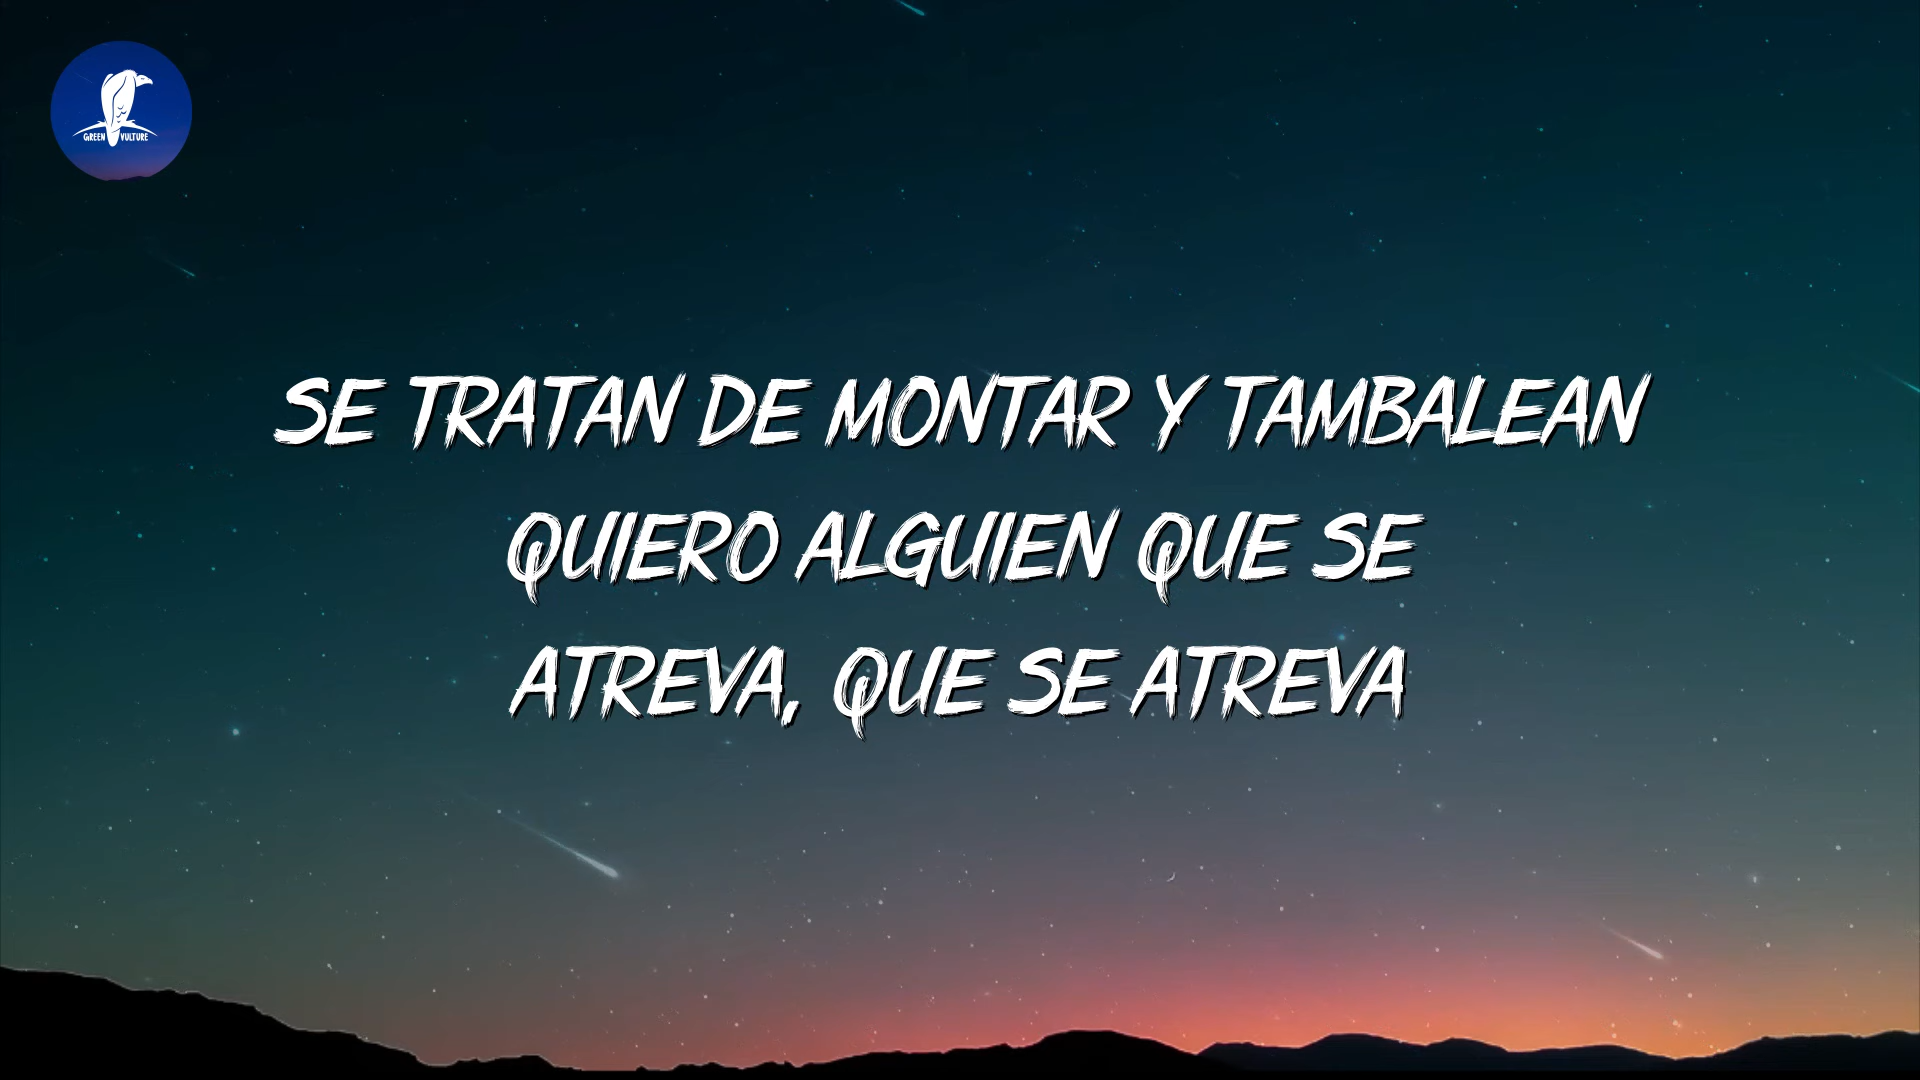 GREEN VULTURE
SE TRATAN DE MONTAR Y TAMBALEAN
QUIERO ALGUIEN QUE SE
ATREVA, QUE SE ATREVA